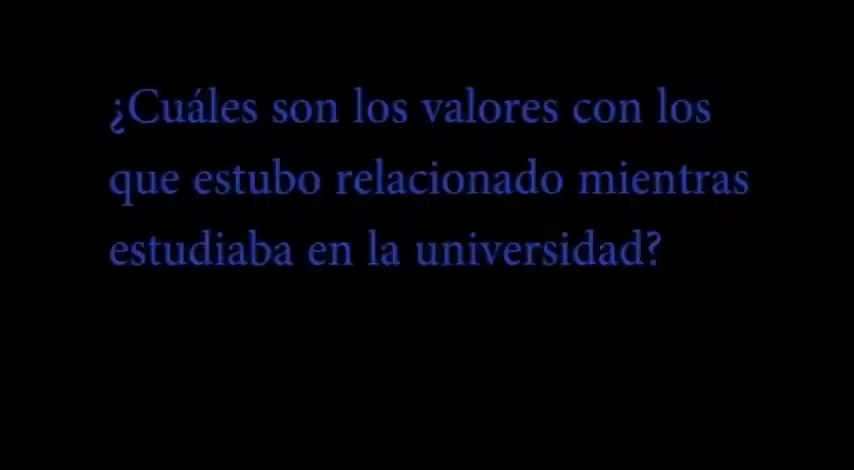 ¿Cuáles son los valores con los
que estubo relacionado mientras
estudiaba en la universidad?